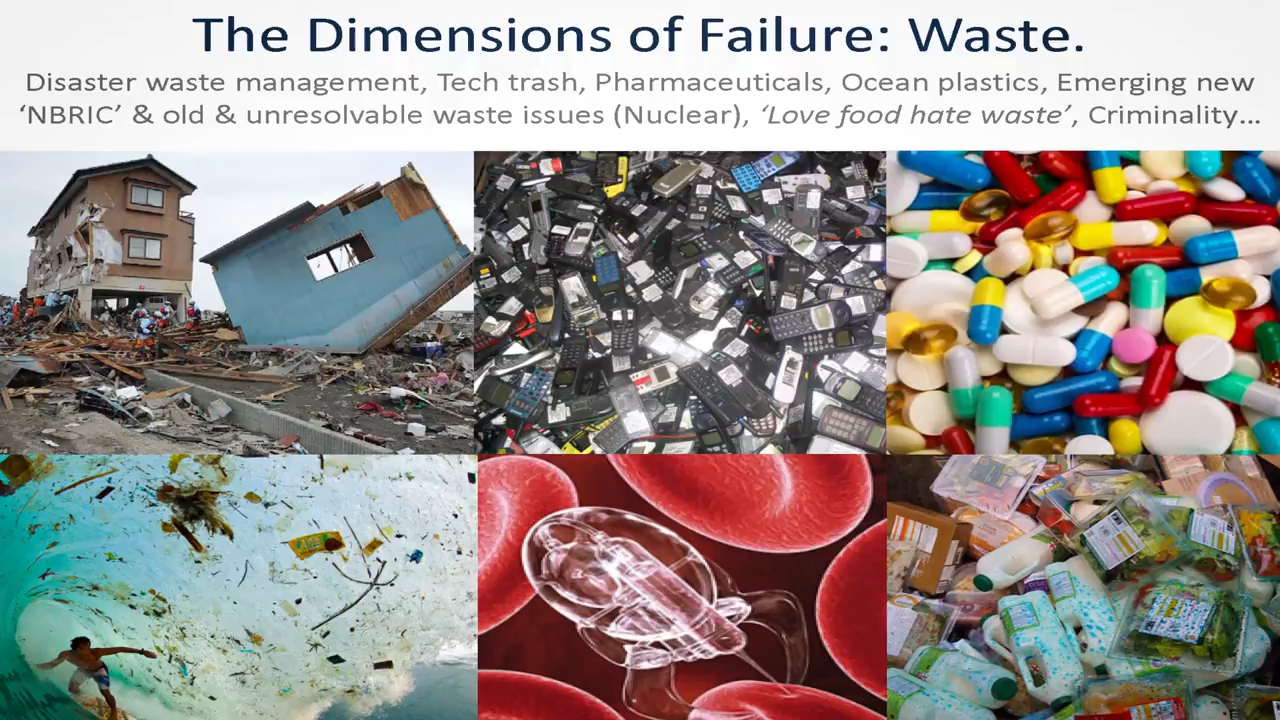 The Dimensions of Failure: Waste.
Disaster waste management, Tech trash, Pharmaceuticals, Ocean plastics, Emerging new
‘NBRIC’ & old & unresolvable waste issues (Nuclear), ‘Love food hate waste’, Criminality...